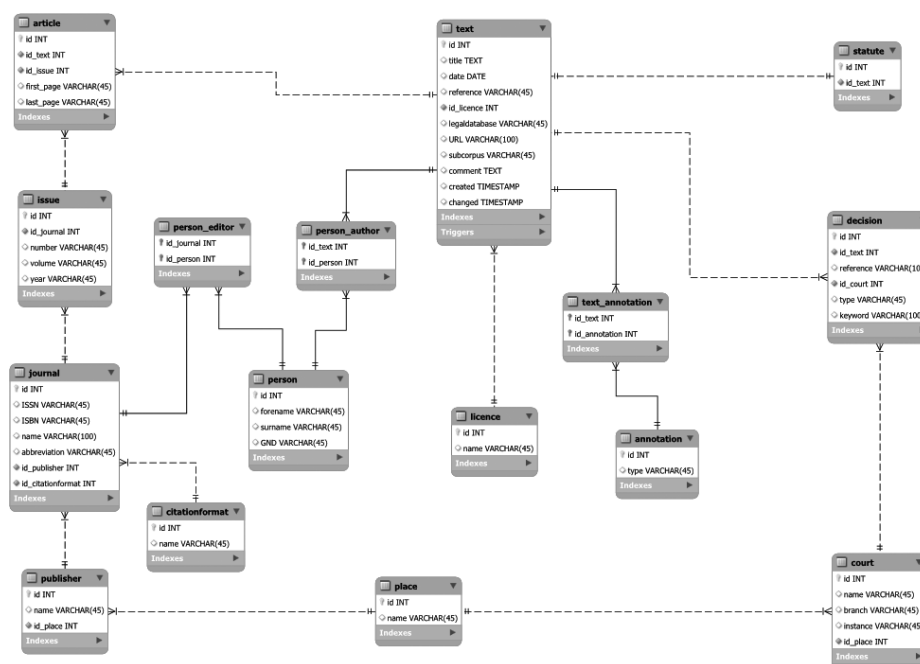 article
id INT
id_text INT
id_issue INT
first_page VARCHAR(45)
last_page VARCHAR(45)
Indexes
text
id INT
title TEXT
date DATE
reference VARCHAR(45)
id_licence INT
legaldatabase VARCHAR(45)
URL VARCHAR(100)
subcorpus VARCHAR(45)
comment TEXT
created TIMESTAMP
changed TIMESTAMP
Indexes
Triggers
statute
id INT
id_text INT
Indexes
issue
id INT
id_journal INT
number VARCHAR(45)
volume VARCHAR(45)
year VARCHAR(45)
Indexes
person_editor
id_journal INT
id_person INT
Indexes
person_author
id_text INT
id_person INT
Indexes
decision
id INT
id_text INT
reference VARCHAR(10
id_court INT
type VARCHAR(45)
keyword VARCHAR(100
Indexes
text_annotation
id_text INT
id_annotation INT
Indexes
journal
id INT
ISSN VARCHAR(45)
ISBN VARCHAR(45)
name VARCHAR(100)
abbreviation VARCHAR(45)
id_publisher INT
id_citationformat INT
Indexes
person
id INT
forename VARCHAR(45)
surname VARCHAR(45)
GND VARCHAR(45)
Indexes
licence
id INT
name VARCHAR(45)
Indexes
annotation
id INT
type VARCHAR(45)
Indexes
citationformat
id INT
name VARCHAR(45)
Indexes
publisher
id INT
name VARCHAR(45)
id_place INT
Indexes
place
id INT
name VARCHAR(45)
Indexes
court
id INT
name VARCHAR(45)
branch VARCHAR(45)
instance VARCHAR(45
id_place INT
Indexes